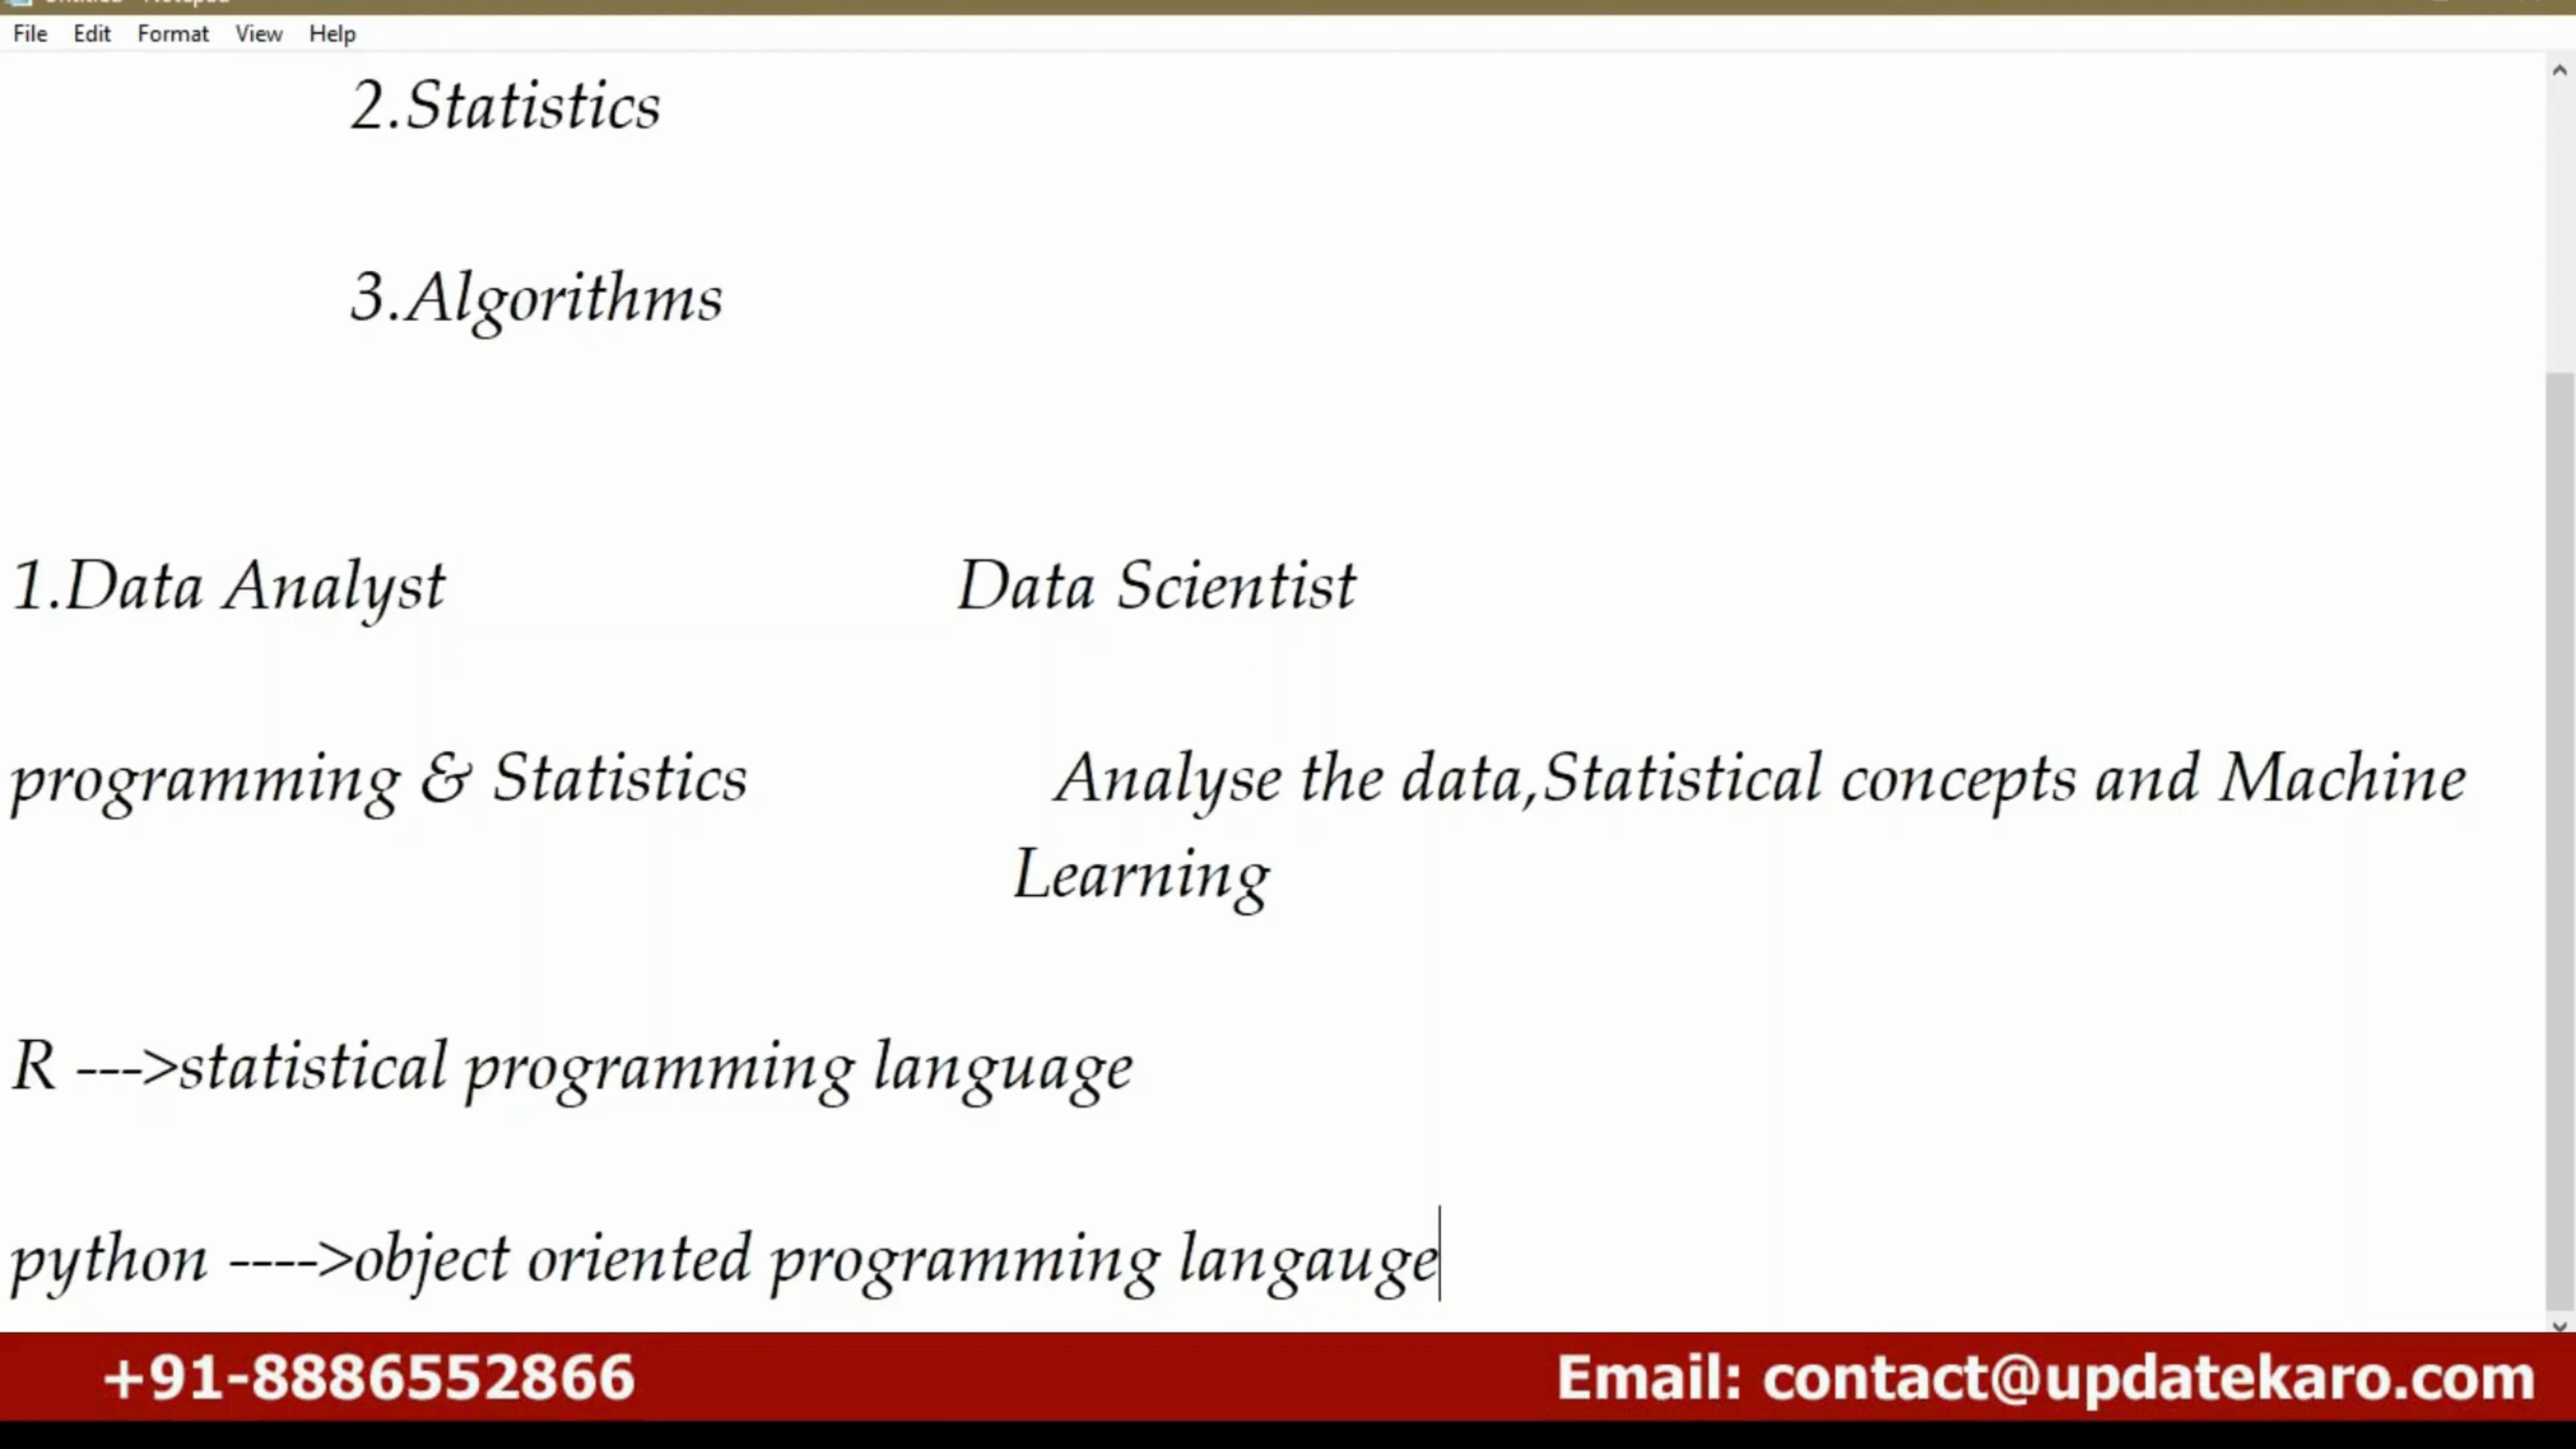 File Edit Format View Help
2.Statistics
3.Algorithms
1.Data Analyst Data Scientist
programming & Statistics Analyse the data,Statistical concepts and Machine
Learning
R --->statistical programming language
python ---->object oriented programming langauge
+91-8886552866 Email: contact@updatekaro.com